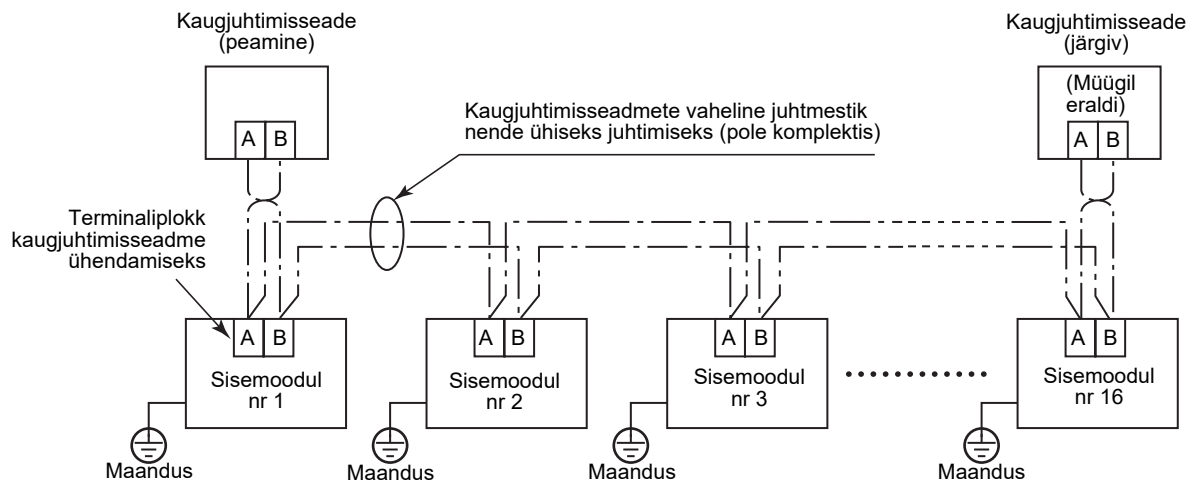 Kaugjuhtimisseade
(peamine)
Kaugjuhtimisseade
(järgiv)
(Müügil
eraldi)
A B
A B
Kaugjuhtimisseadmete vaheline juhtmestik
nende ühiseks juhtimiseks (pole komplektis)
Terminaliplokk
kaugjuhtimisseadme
ühendamiseks
A B
A B
A B
A B
Sisemoodul
nr 1
Sisemoodul
nr 2
Sisemoodul
nr 3
Sisemoodul
nr 16
Maandus
Maandus
Maandus
Maandus